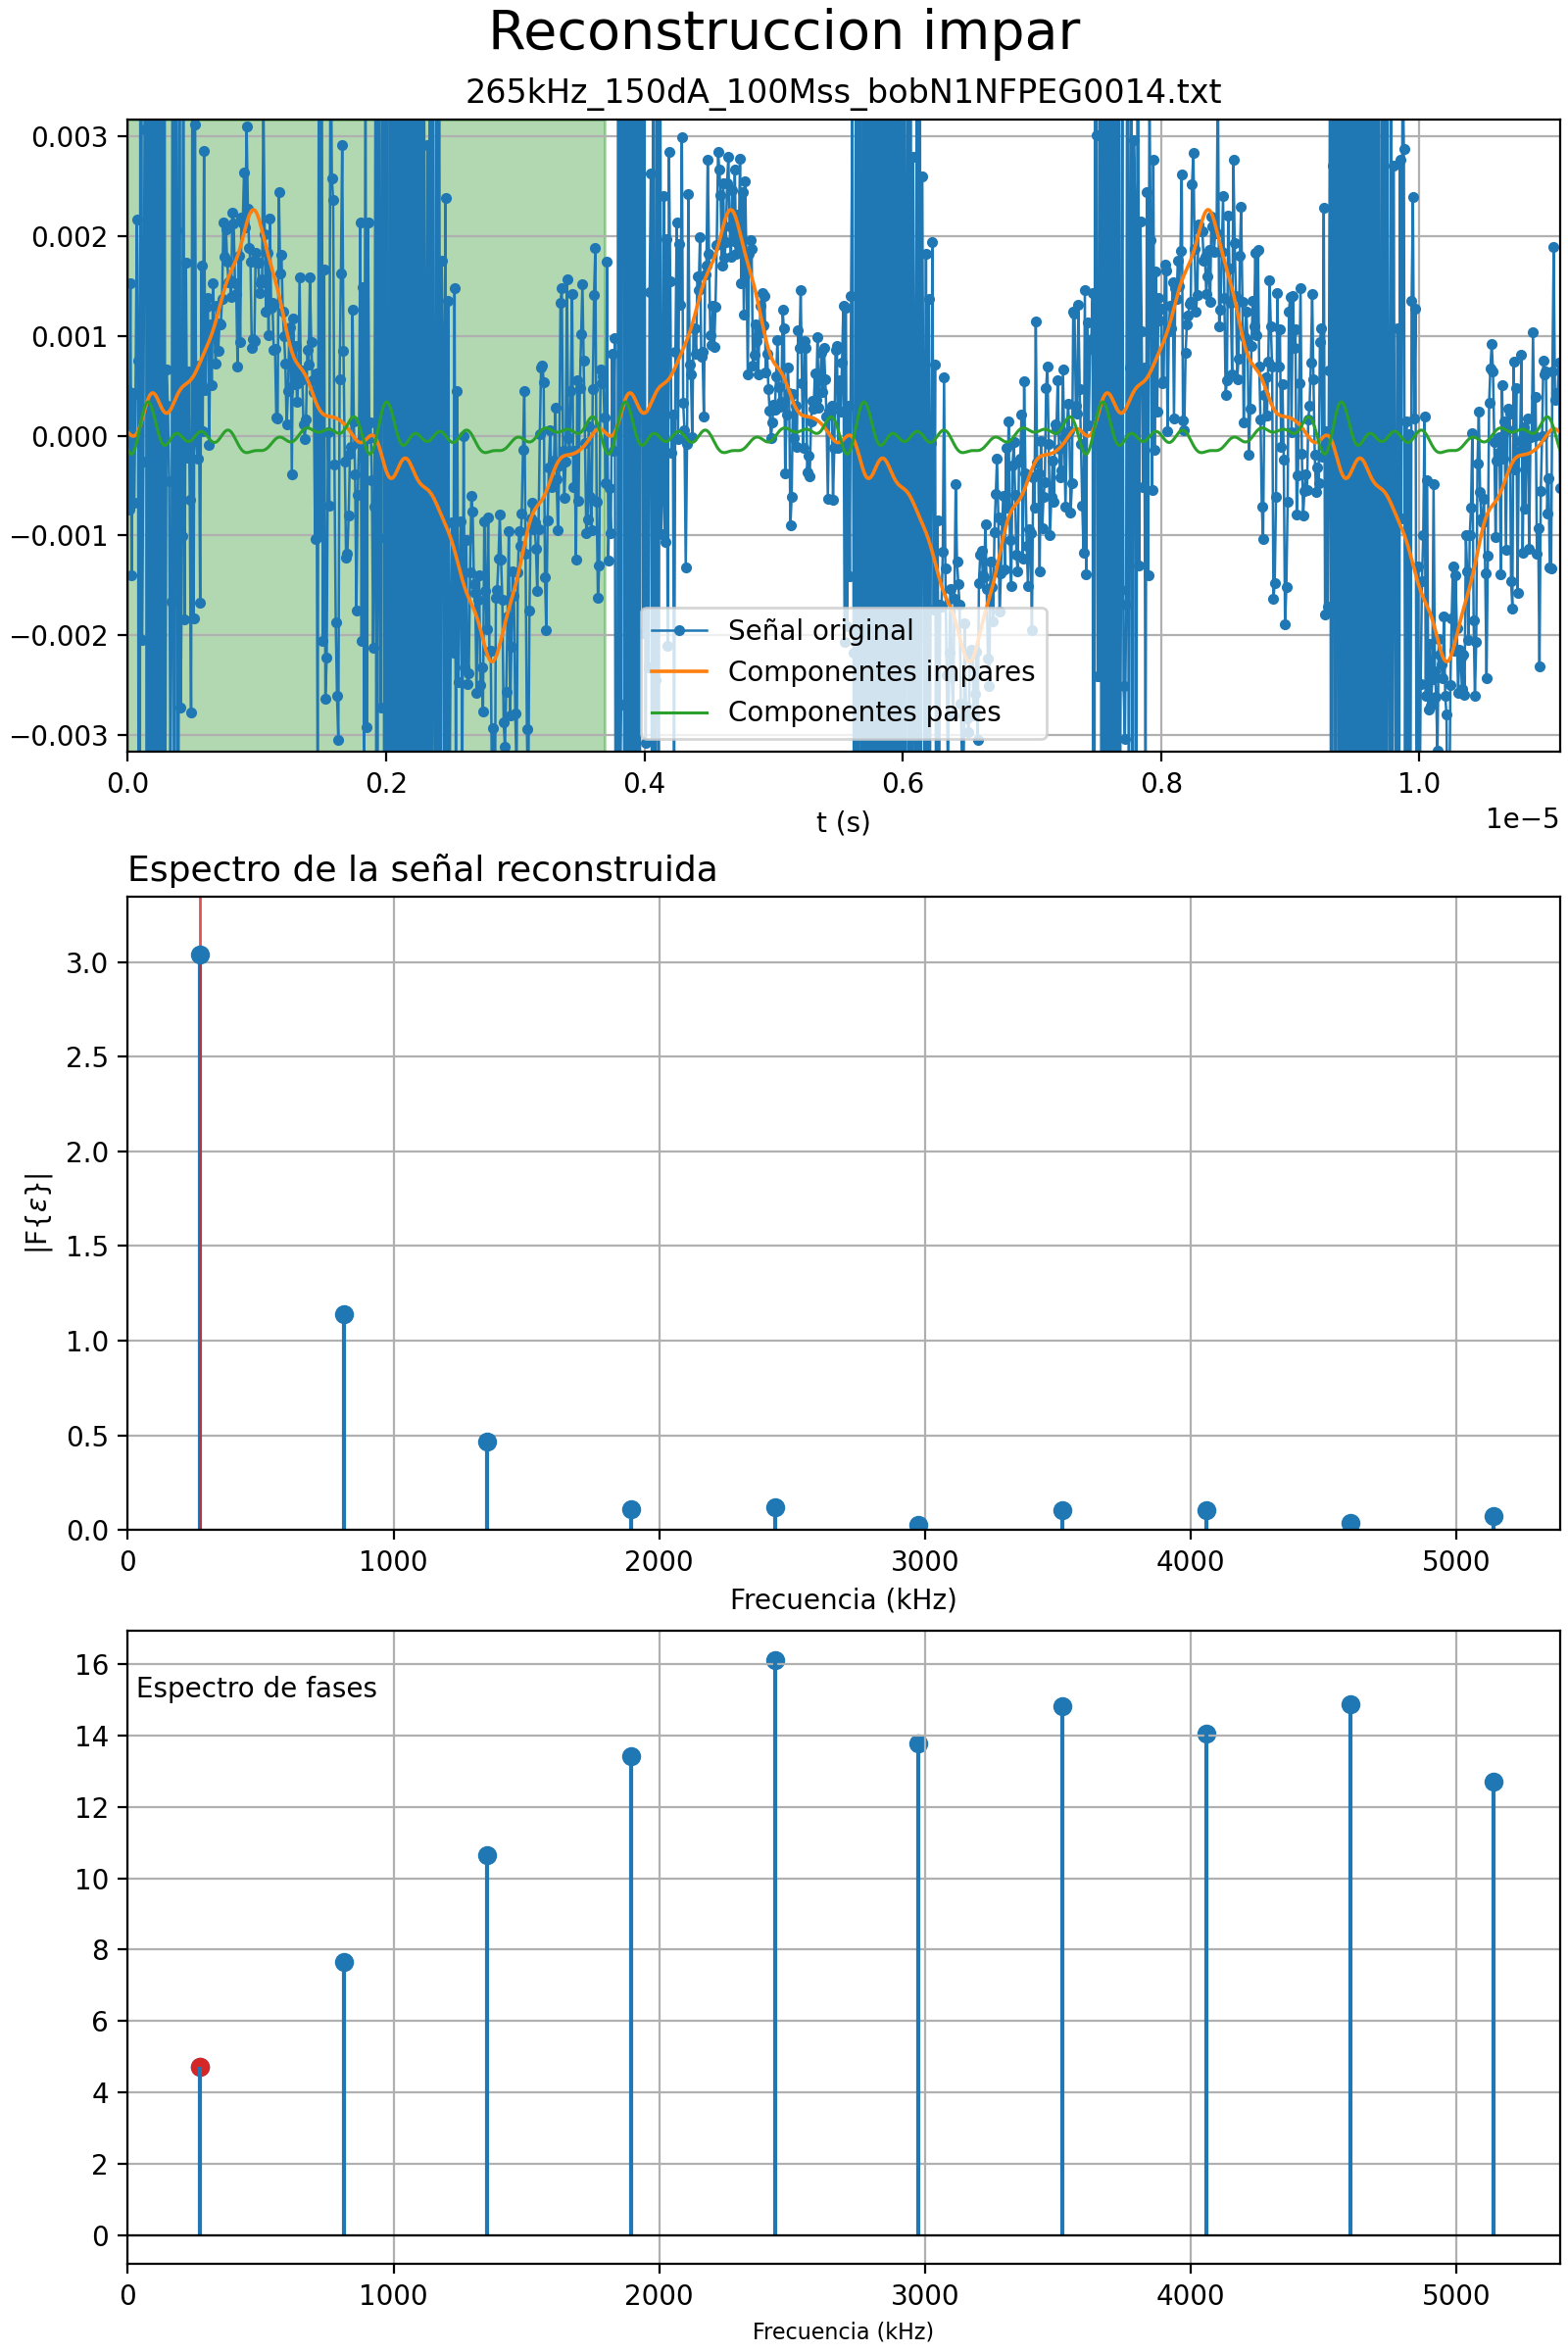 Reconstruccion impar
265kHz_150dA_100Mss_bobN1NFPEG0014.txt
0.003
0.002
0.001
0.000
−0.001
−0.002
−0.003
Señal original
Componentes impares
Componentes pares
0.0 0.2 0.4 0.6 0.8 1.0
t (s)
1e−5
Espectro de la señal reconstruida
3.0
2.5
2.0
1.5
1.0
0.5
0.0
|F{ε}|
0 1000 2000 3000 4000 5000
Frecuencia (kHz)
Espectro de fases
16
14
12
10
8
6
4
2
0
0 1000 2000 3000 4000 5000
Frecuencia (kHz)